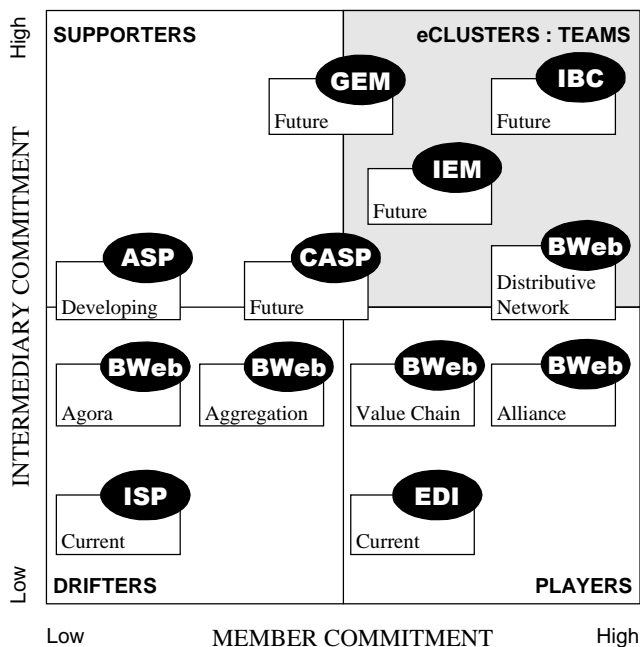 High
SUPPORTERS
eCLUSTERS : TEAMS
GEM
Future
IBC
Future
IEM
Future
ASP
Developing
CASP
Future
BWeb
Distributive
Network
INTERMEDIARY COMMITMENT
BWeb
Agora
BWeb
Aggregation
BWeb
Value Chain
BWeb
Alliance
ISP
Current
EDI
Current
Low
DRIFTERS
PLAYERS
Low
MEMBER COMMITMENT
High